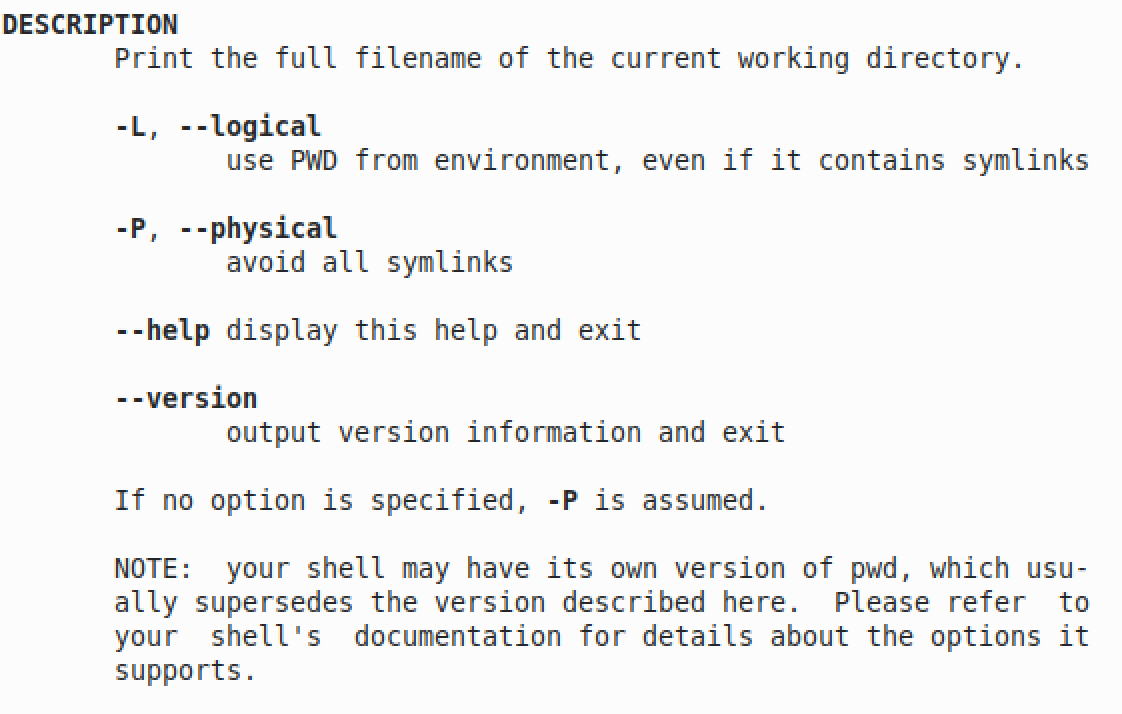 DESCRIPTION
Print the full filename of the current working directory.
-L, --logical
use PWD from environment, even if it contains symlinks
-P, --physical
avoid all symlinks
--help display this help and exit
--version
output version information and exit
If no option is specified, -P is assumed.
NOTE:  your shell may have its own version of pwd, which usu-
ally supersedes the version described here.  Please refer  to
your  shell's  documentation for details about the options it
supports.